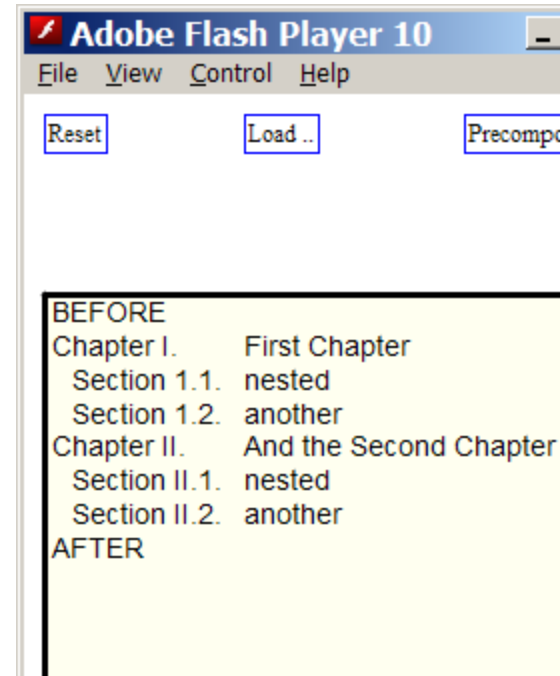 Adobe Flash Player 10
File View Control Help
Reset Load .. Precompo
BEFORE
Chapter I. First Chapter
Section 1.1. nested
Section 1.2. another
Chapter II. And the Second Chapter
Section II.1. nested
Section II.2. another
AFTER